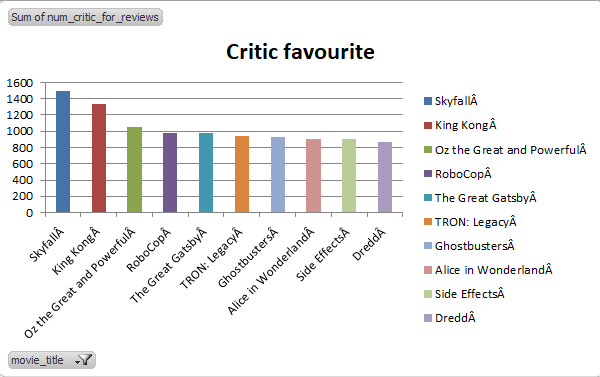 Sum of num_critic_for_reviews
Critic favourite
1600
1400
1200
1000
800
600
400
200
0
SkyfallÂ
King KongÂ
Oz the Great and PowerfulÂ
RoboCopÂ
The Great GatsbyÂ
TRON: LegacyÂ
GhostbustersÂ
Alice in WonderlandÂ
Side EffectsÂ
DreddÂ
SkyfallÂ
King KongÂ
Oz the Great and PowerfulÂ
RoboCopÂ
The Great GatsbyÂ
TRON: LegacyÂ
GhostbustersÂ
Alice in WonderlandÂ
Side EffectsÂ
DreddÂ
movie_title